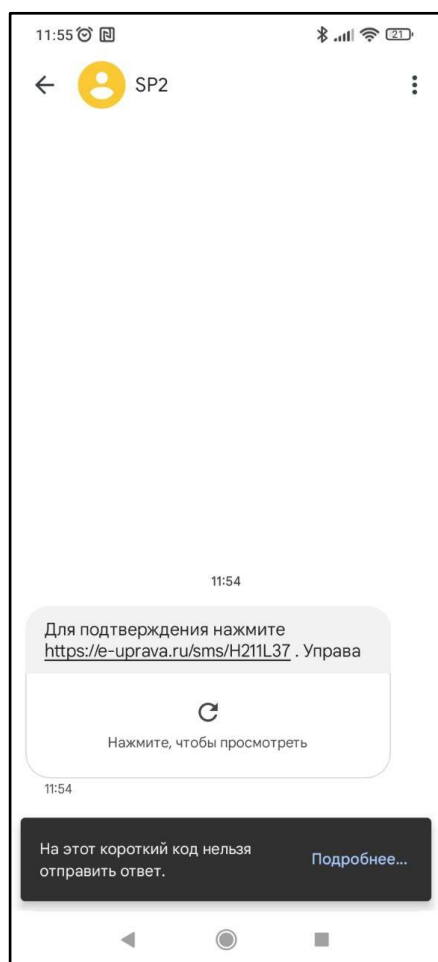 11:55 21
SP2
11:54
Для подтверждения нажмите
https://e-uprava.ru/sms/H211L37 . Управа
Нажмите, чтобы просмотреть
11:54
На этот короткий код нельзя
отправить ответ.
Подробнее...